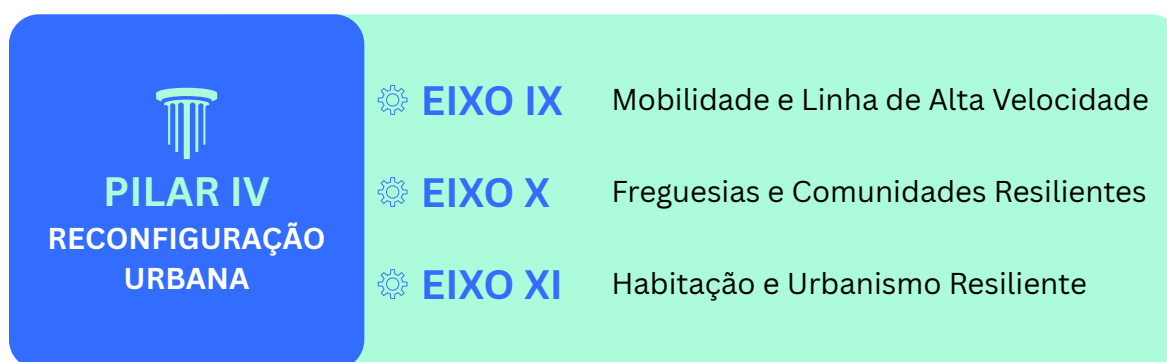 PILAR IV
RECONFIGURAÇÃO
URBANA
EIXO IX Mobilidade e Linha de Alta Velocidade
EIXO X Freguesias e Comunidades Resilientes
EIXO XI Habitação e Urbanismo Resiliente